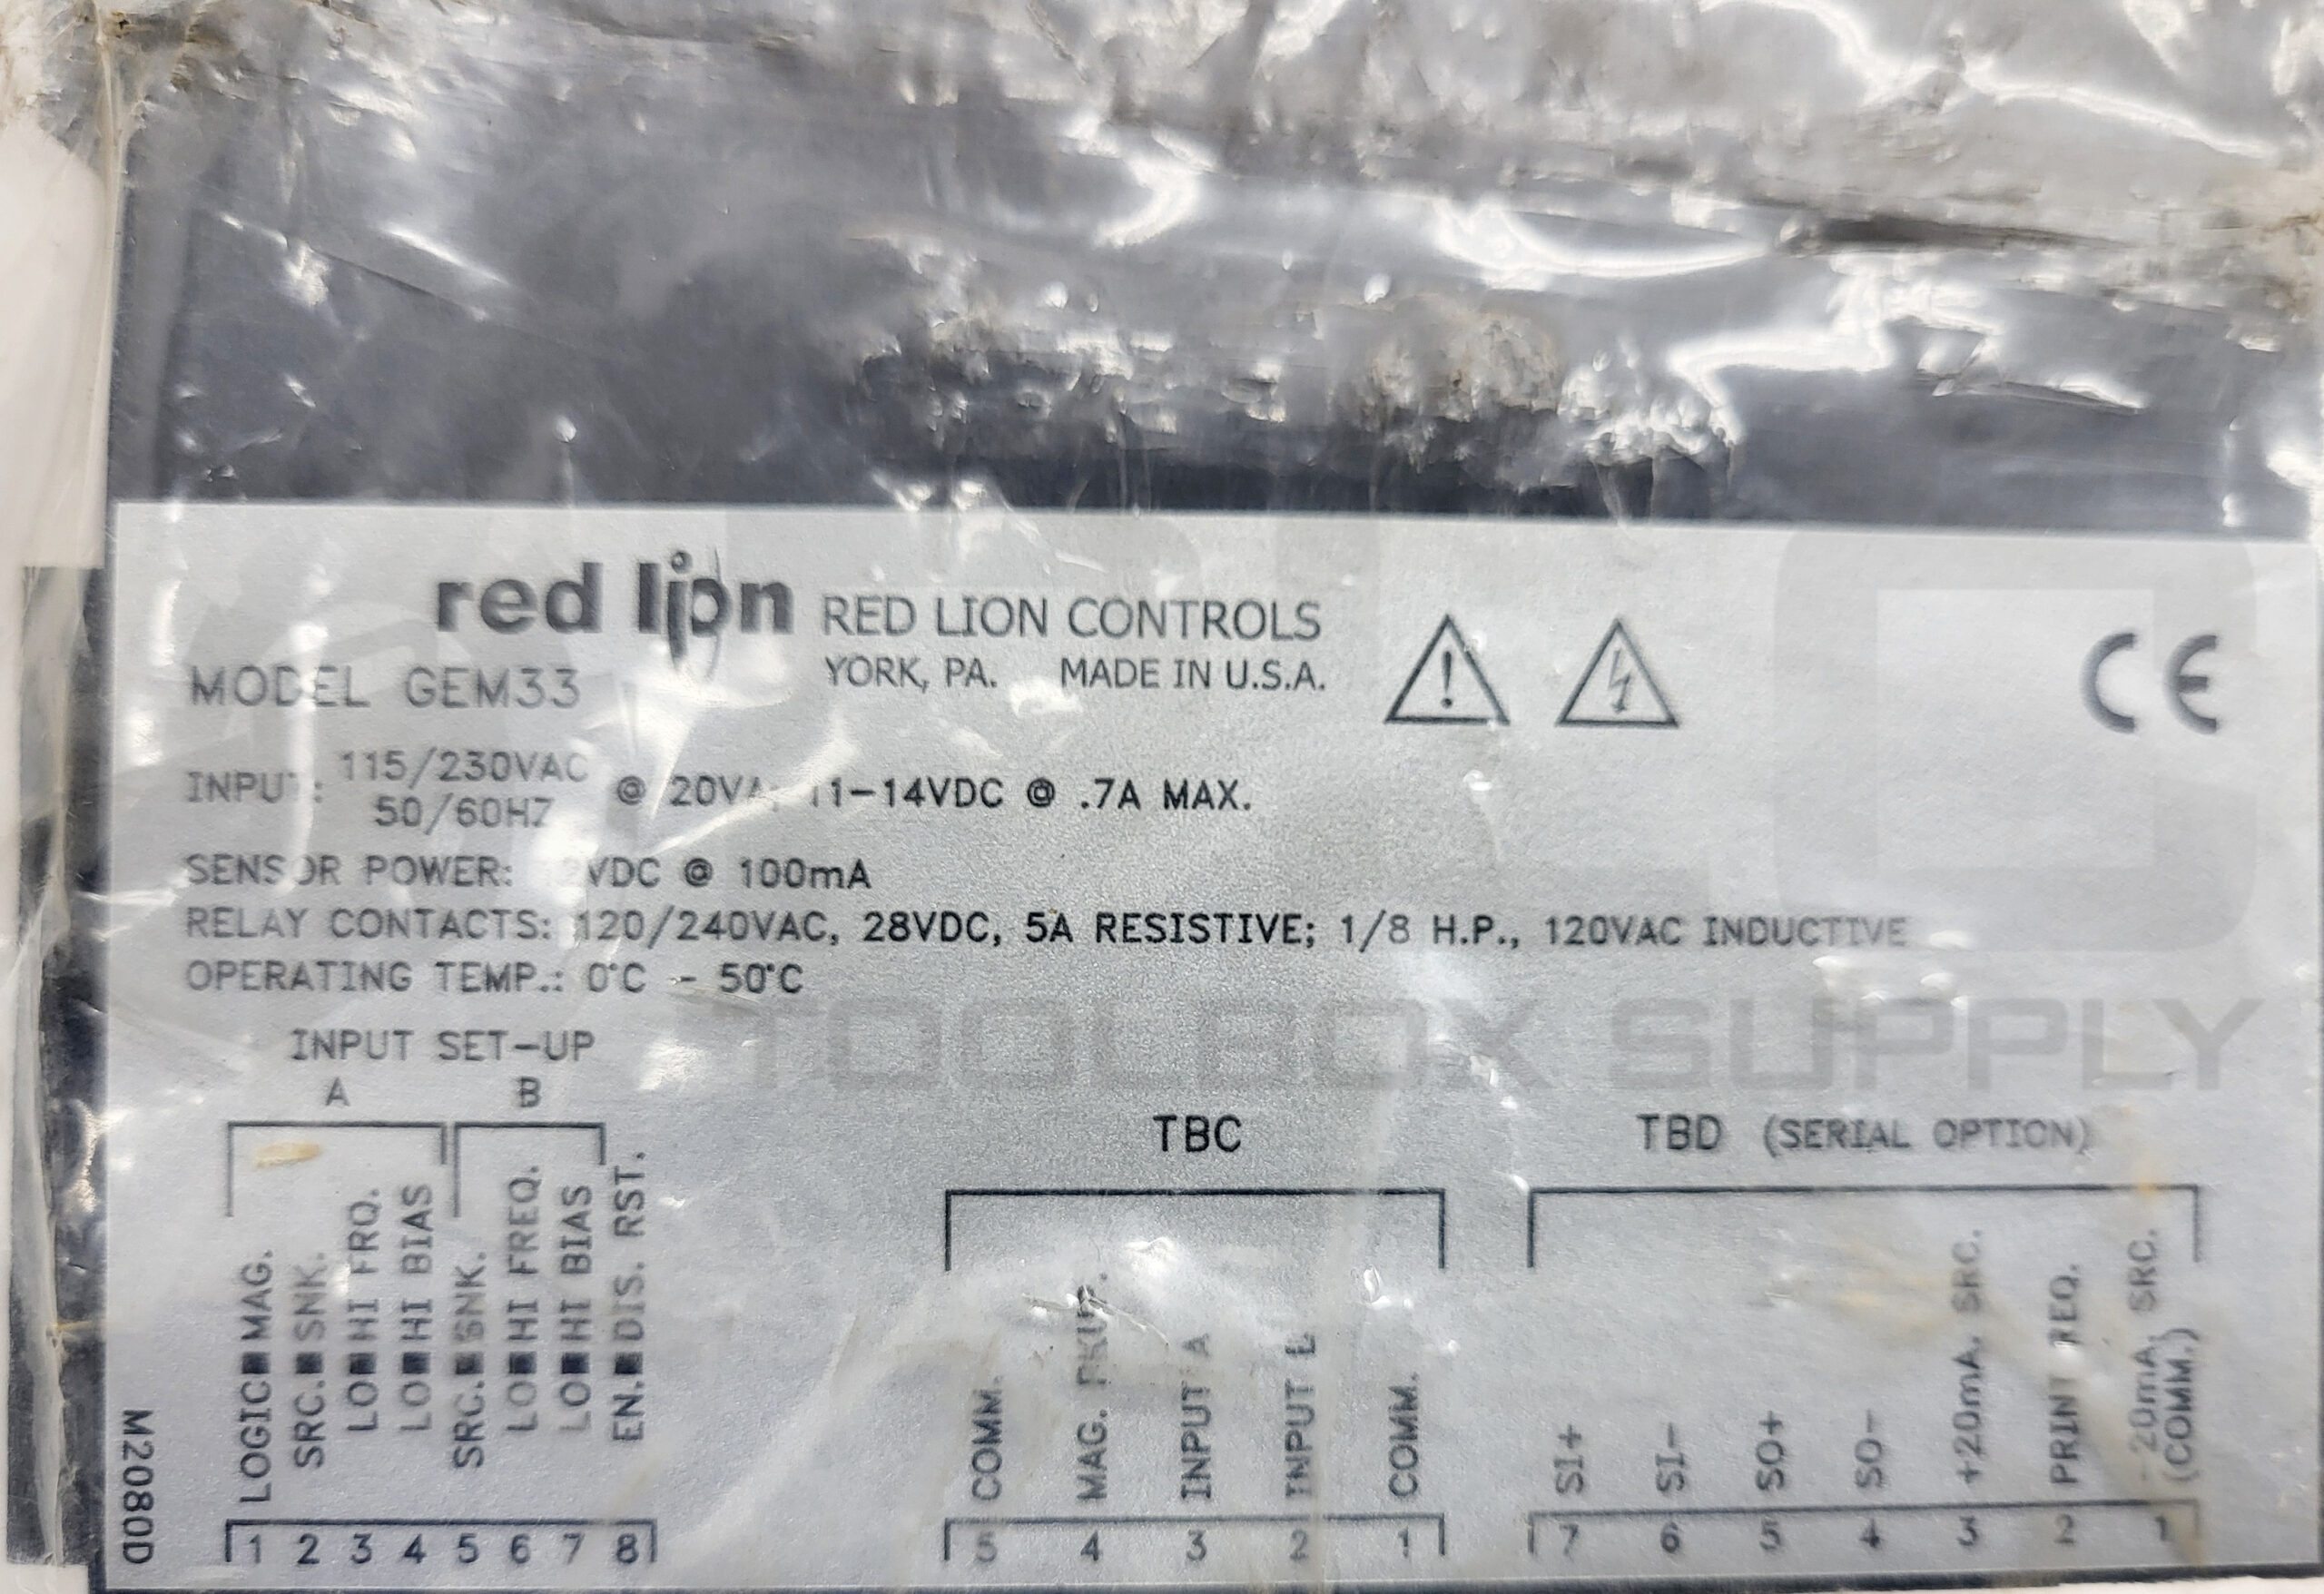 red lion RED LION CONTROLS
YORK, PA. MADE IN U.S.A.
CE
MODEL GEM33
INPUT: 115/230VAC 50/60HZ @ 20VA, 11-14VDC @ .7A MAX.
SENSOR POWER: 12VDC @ 100mA
RELAY CONTACTS: 120/240VAC, 28VDC, 5A RESISTIVE; 1/8 H.P., 120VAC INDUCTIVE
OPERATING TEMP.: 0°C - 50°C
TOOLBOX SUPPLY
INPUT SET-UP
A B
LOGIC■MAG.
SRC.■SNK.
LO■HI FRQ.
LO■HI BIAS
SRC.■SNK.
LO■HI FREQ.
LO■HI BIAS
EN.■DIS. RST.
1 2 3 4 5 6 7 8
M2080D
TBC
COMM.
MAG. PKUP.
INPUT A
INPUT B
COMM.
5 4 3 2 1
TBD (SERIAL OPTION)
SI+
SI-
SO+
SO-
+20mA. SRC.
PRINT REQ.
-20mA. SRC.
(COMM.)
7 6 5 4 3 2 1